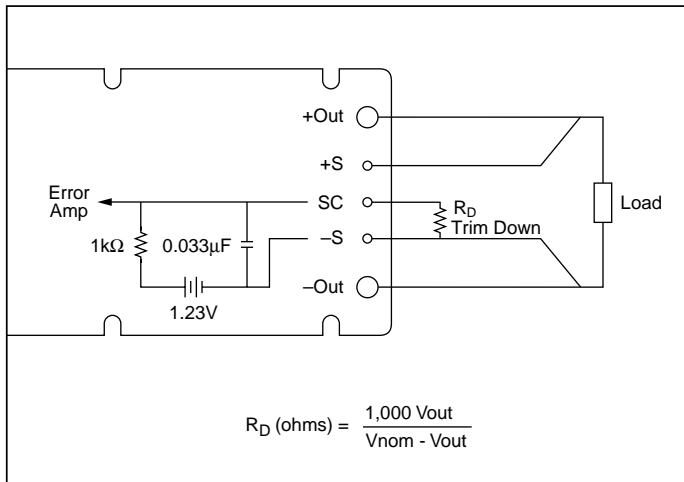 +Out
+S
Error
Amp
SC
R_D
Trim Down
Load
1kΩ
0.033µF
–S
–Out
1.23V
R_D (ohms) = 1,000 Vout / Vnom - Vout